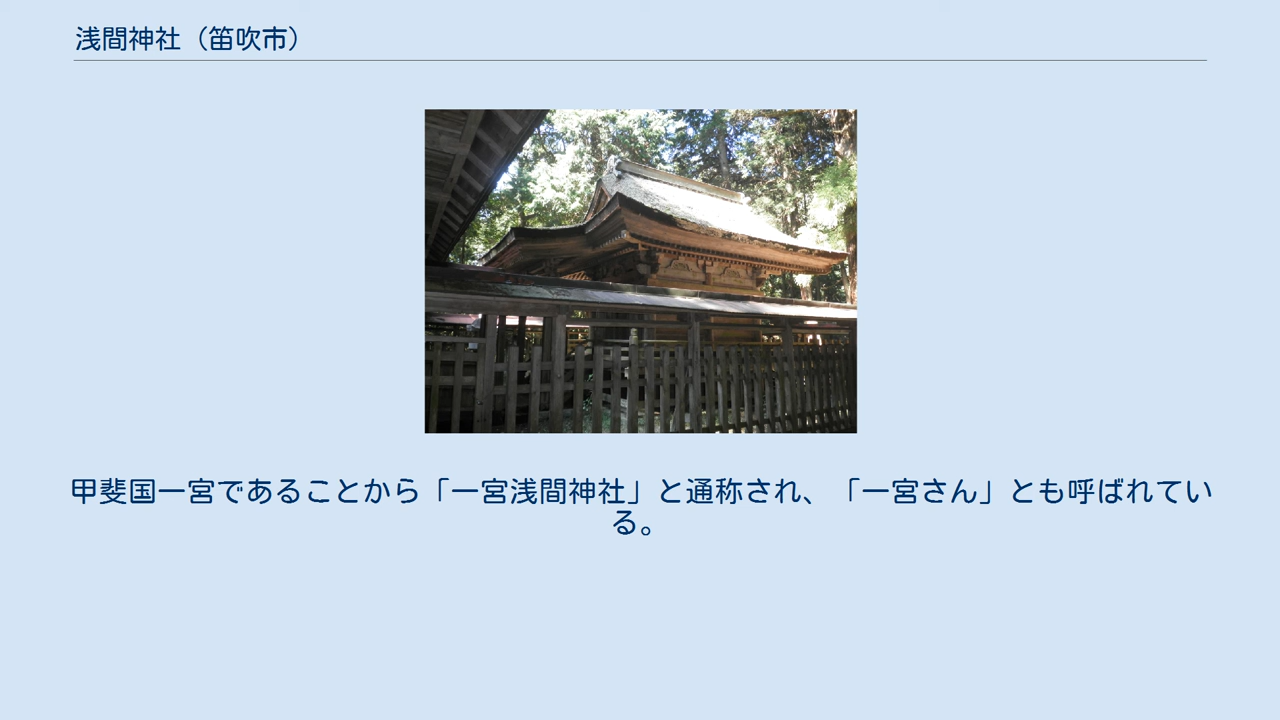 浅間神社（笛吹市）
甲斐国一宮であることから「一宮浅間神社」と通称され、「一宮さん」とも呼ばれてい
る。